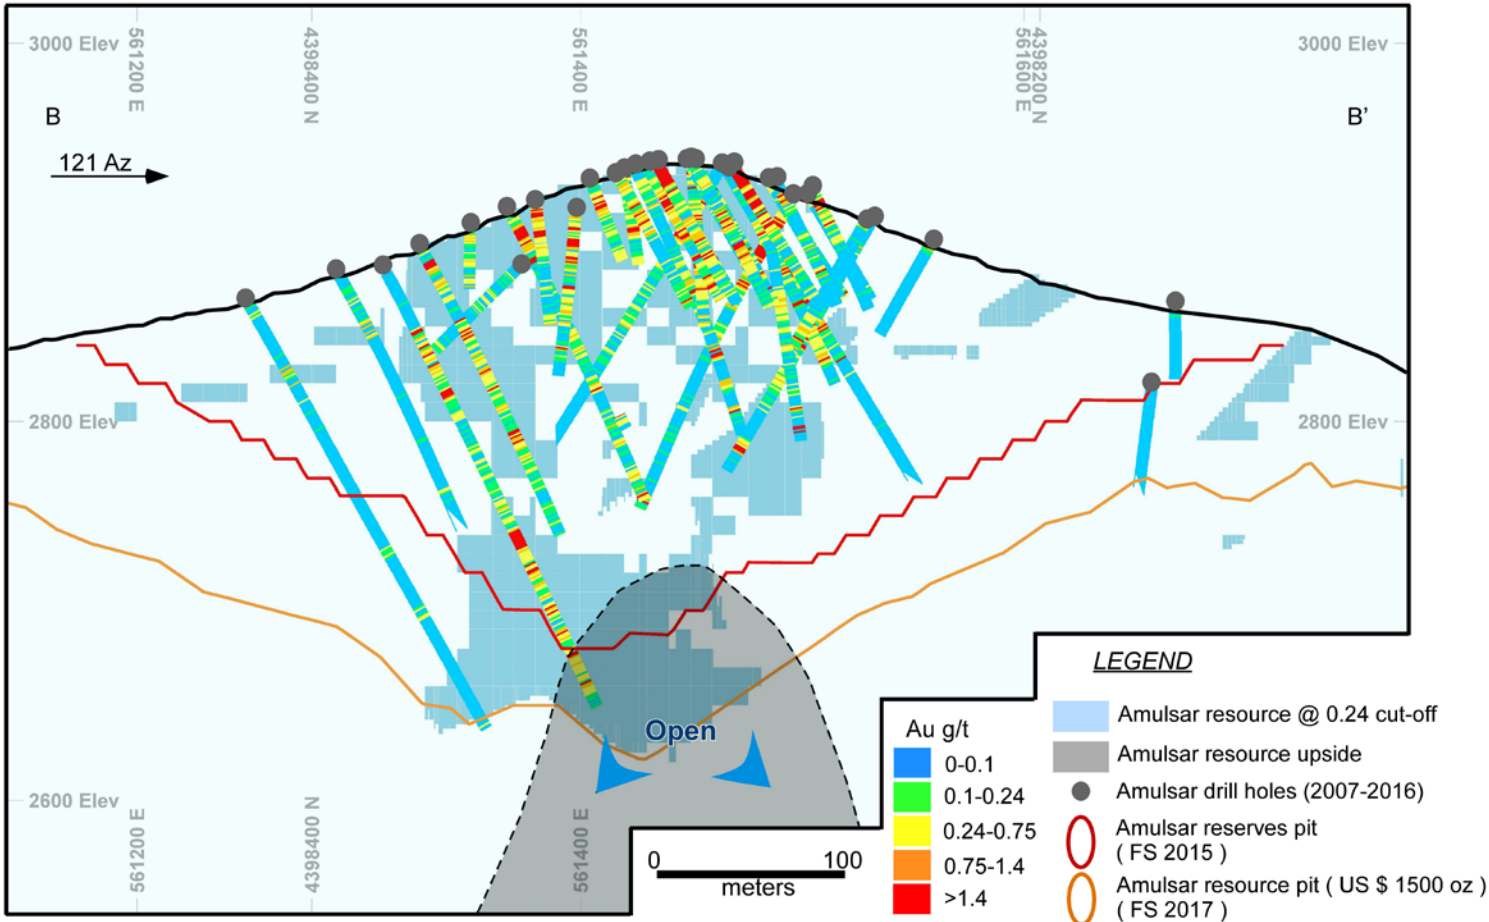 3000 Elev
561200 E
4398400 N
561400 E
561600 E
4398200 N
3000 Elev
B
B'
121 Az
2800 Elev
2800 Elev
Open
2600 Elev
561200 E
4398400 N
561400 E
0
100
meters
Au g/t
0-0.1
0.1-0.24
0.24-0.75
0.75-1.4
>1.4
LEGEND
Amulsar resource @ 0.24 cut-off
Amulsar resource upside
Amulsar drill holes (2007-2016)
Amulsar reserves pit
( FS 2015 )
Amulsar resource pit ( US $ 1500 oz )
( FS 2017 )